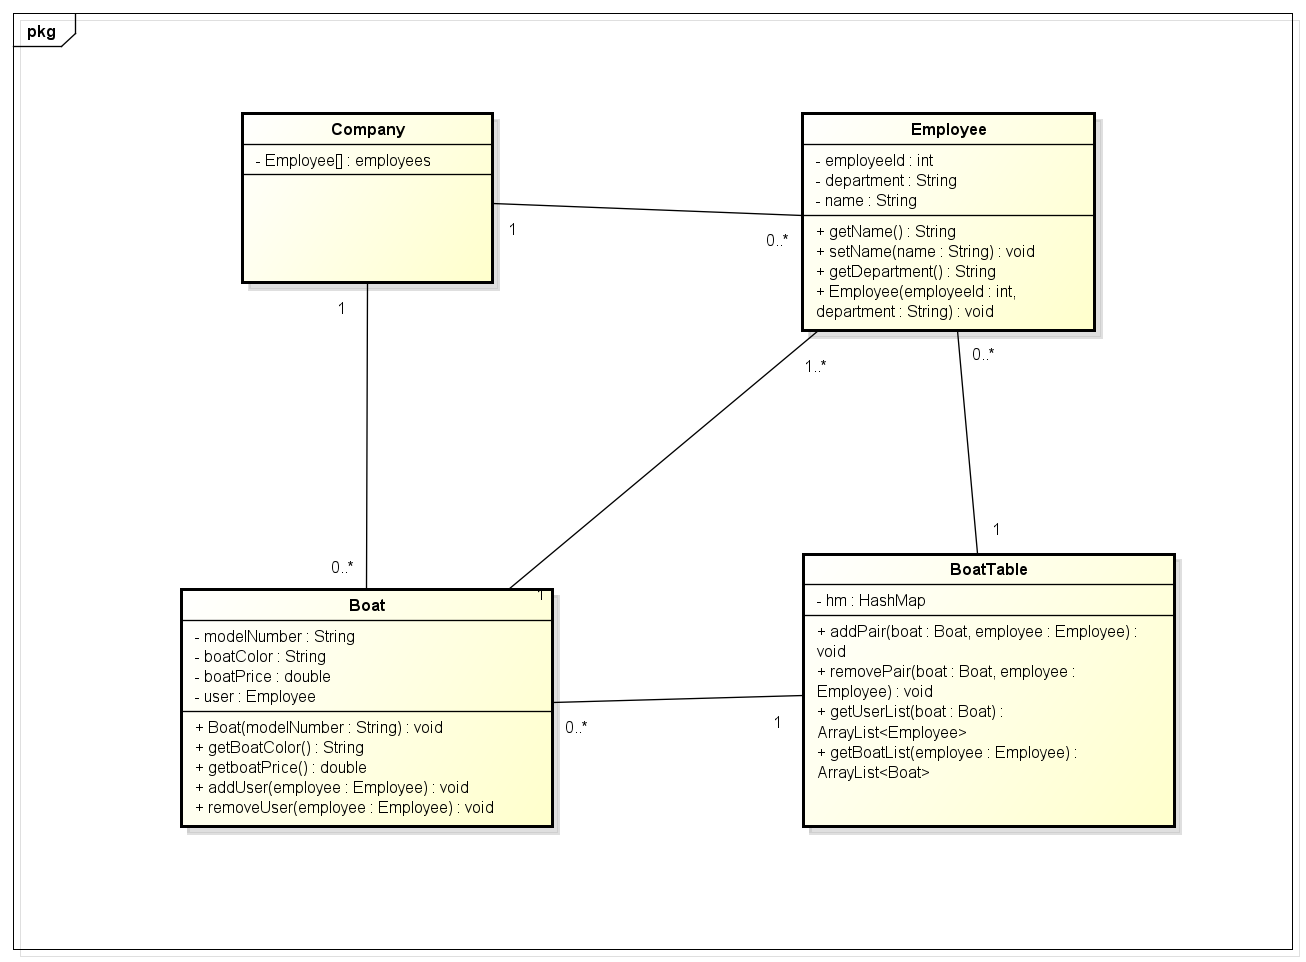 pkg
Company
- Employee[] : employees
Employee
- employeeId : int
- department : String
- name : String
+ getName() : String
+ setName(name : String) : void
+ getDepartment() : String
+ Employee(employeeId : int,
department : String) : void
1
0..*
1
1..*
0..*
1
0..*
1
Boat
- modelNumber : String
- boatColor : String
- boatPrice : double
- user : Employee
+ Boat(modelNumber : String) : void
+ getBoatColor() : String
+ getboatPrice() : double
+ addUser(employee : Employee) : void
+ removeUser(employee : Employee) : void
0..*
1
BoatTable
- hm : HashMap
+ addPair(boat : Boat, employee : Employee) :
void
+ removePair(boat : Boat, employee :
Employee) : void
+ getUserList(boat : Boat) :
ArrayList<Employee>
+ getBoatList(employee : Employee) :
ArrayList<Boat>